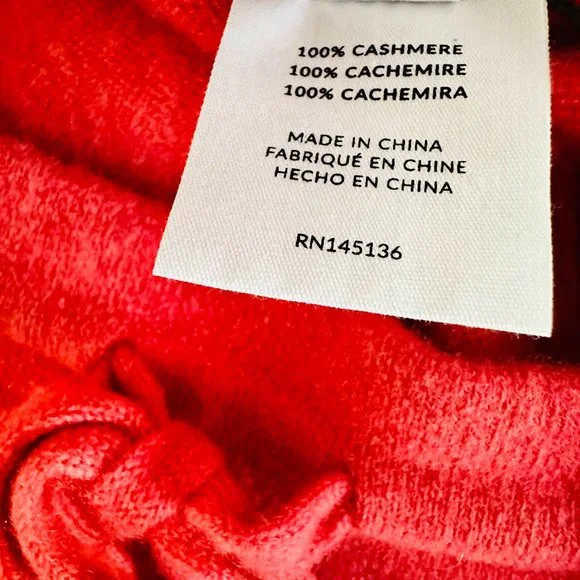 100% CASHMERE
100% CACHEMIRE
100% CACHEMIRA
MADE IN CHINA
FABRIQUÉ EN CHINE
HECHO EN CHINA
RN145136